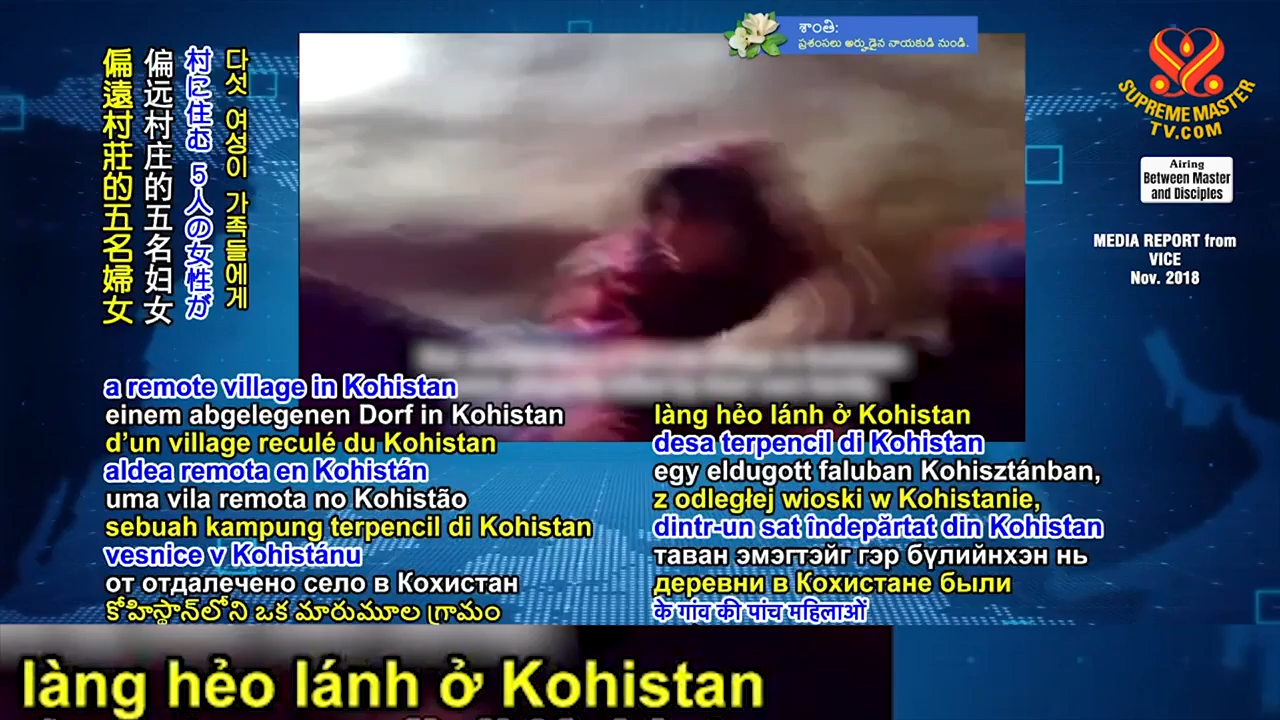 శాంతి:
ప్రశంసలు అర్హుడైన నాయకుడి నుండి.
SUPREME MASTER
TV.COM
Airing
Between Master
and Disciples
MEDIA REPORT from
VICE
Nov. 2018
다섯 여성이 가족들에게
村に住む 5人の女性が
偏远村庄的五名妇女
偏遠村莊的五名婦女
a remote village in Kohistan
einem abgelegenen Dorf in Kohistan
d’un village reculé du Kohistan
aldea remota en Kohistán
uma vila remota no Kohistão
sebuah kampung terpencil di Kohistan
vesnice v Kohistánu
от отдалечено село в Кохистан
కోహిస్థాన్‌లోని ఒక మారుమూల గ్రామం
làng hẻo lánh ở Kohistan
desa terpencil di Kohistan
egy eldugott faluban Kohisztánban,
z odległej wioski w Kohistanie,
dintr-un sat îndepărtat din Kohistan
таван эмэгтэйг гэр бүлийнхэн нь
деревни в Кохистане были
के गांव की पांच महिलाओं
làng hẻo lánh ở Kohistan